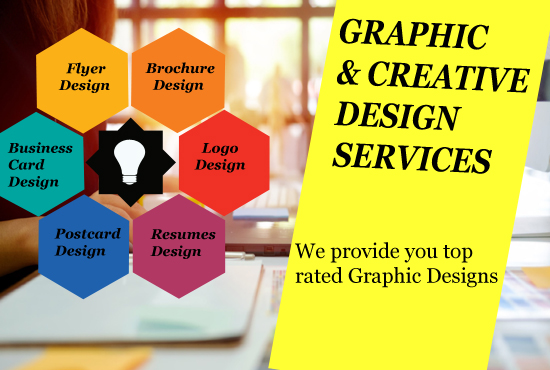 Flyer
Design
Brochure
Design
Business
Card
Design
Logo
Design
Postcard
Design
Resumes
Design
GRAPHIC
& CREATIVE
DESIGN
SERVICES
We provide you top
rated Graphic Designs